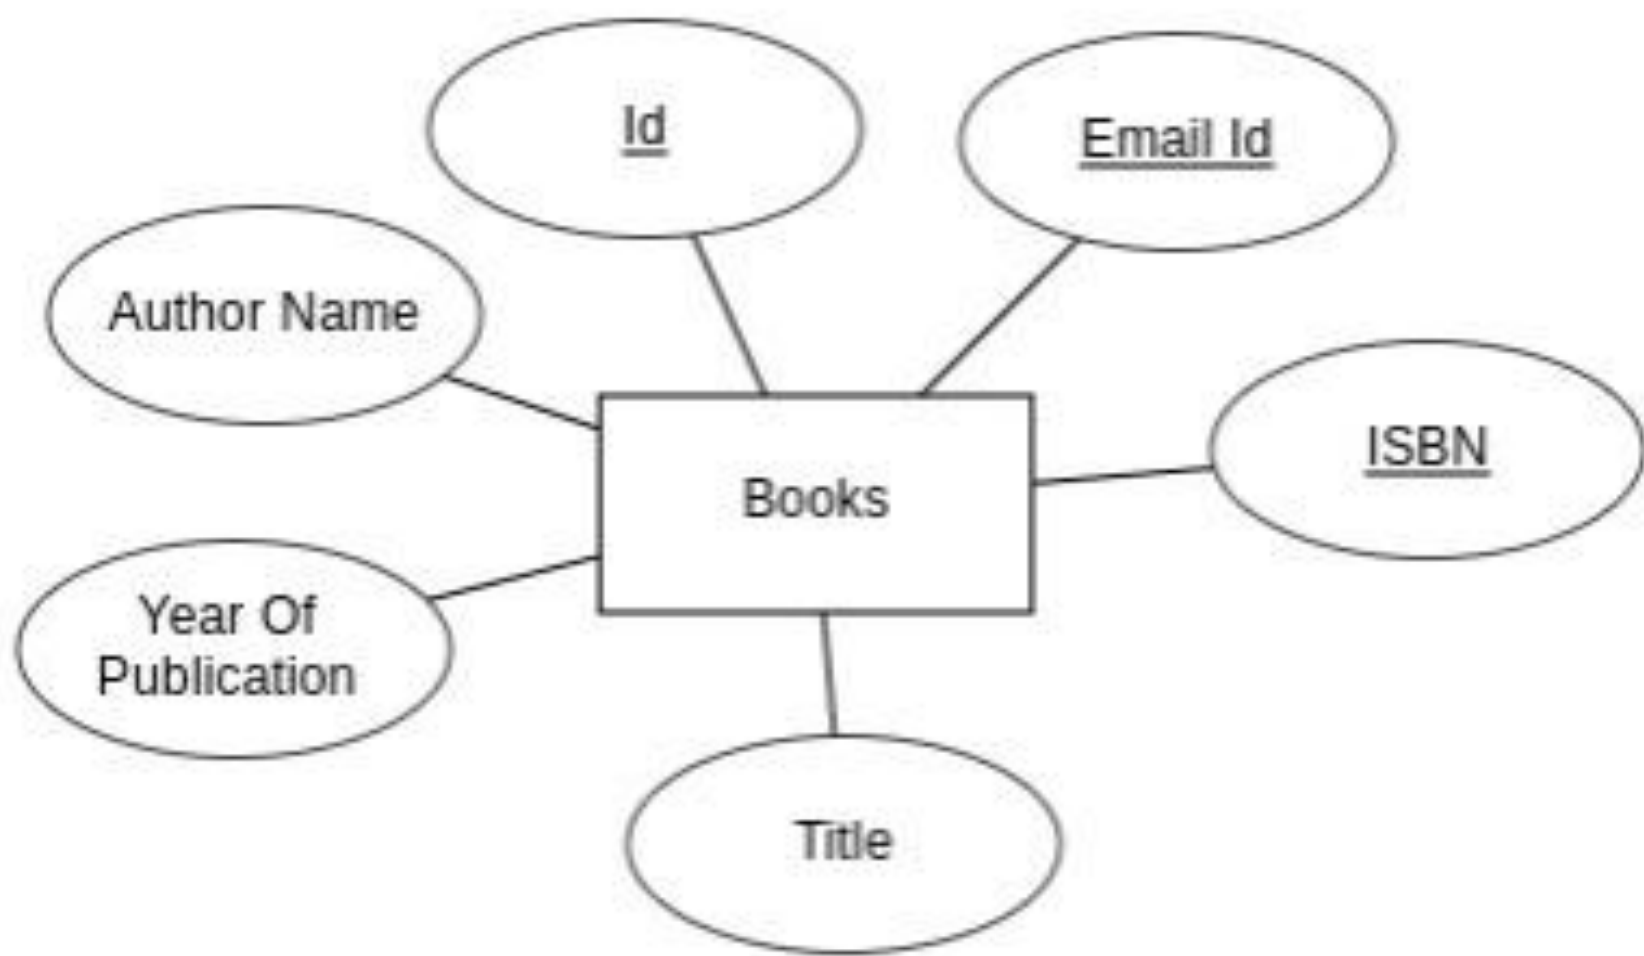 Id
Email Id
Author Name
ISBN
Books
Year Of
Publication
Title